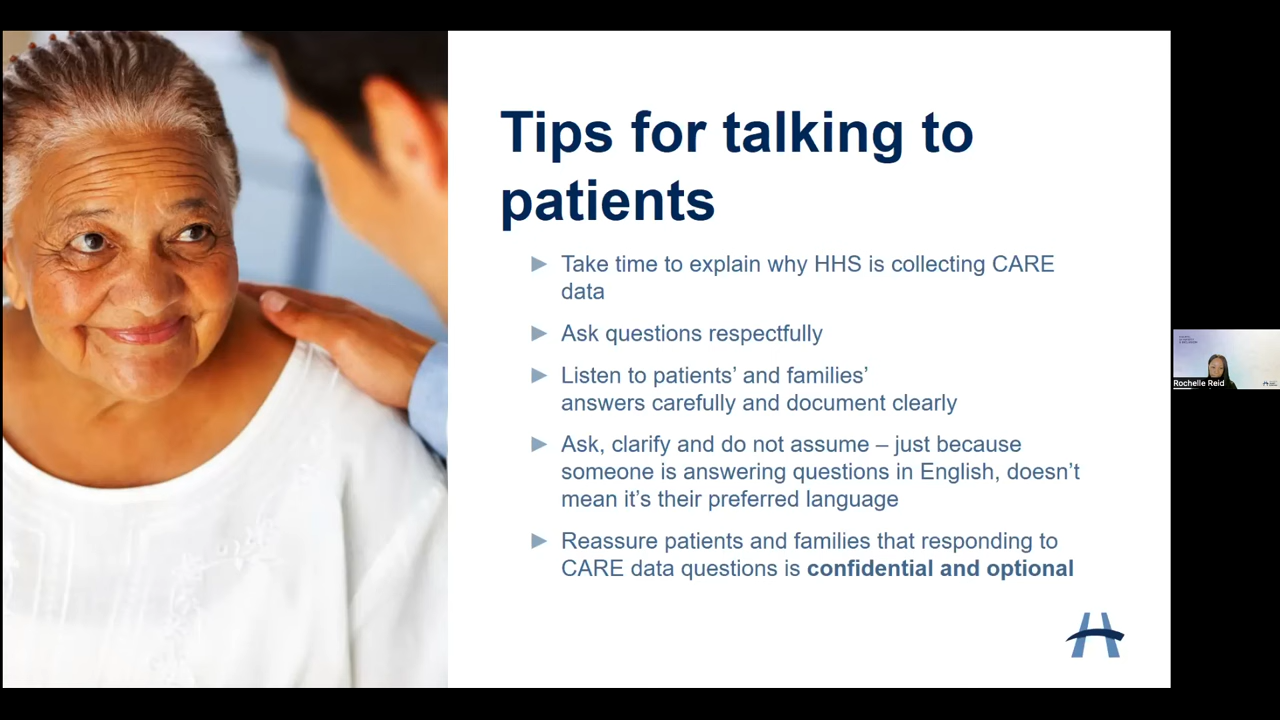 Tips for talking to
patients
Take time to explain why HHS is collecting CARE
data
Ask questions respectfully
Listen to patients’ and families’
answers carefully and document clearly
Ask, clarify and do not assume – just because
someone is answering questions in English, doesn’t
mean it’s their preferred language
Reassure patients and families that responding to
CARE data questions is confidential and optional
Rochelle Reid